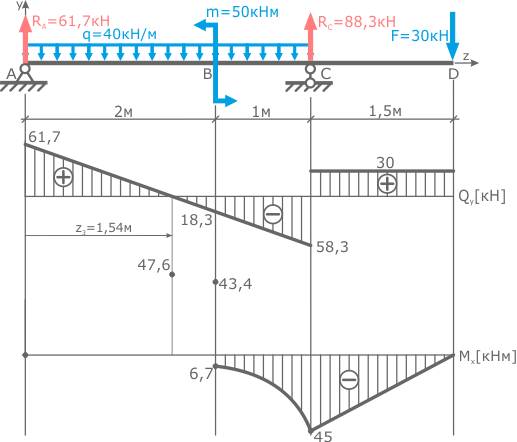 y
R_A=61,7кН
m=50кНм
R_C=88,3кН
q=40кН/м
F=30кН
z
A
B
C
D
2м
1м
1,5м
61,7
30
+
+
Q_y[кН]
18,3
−
58,3
z_2=1,54м
47,6
43,4
M_x[кНм]
6,7
−
45